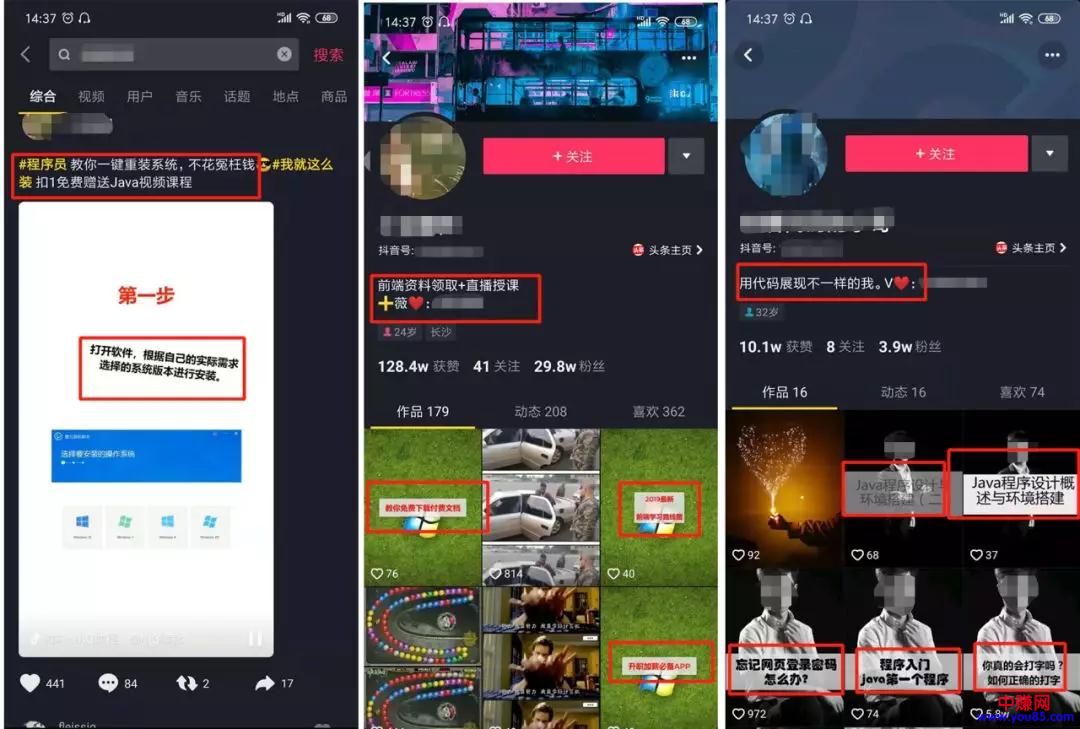 14:37
68
搜索
综合 视频 用户 音乐 话题 地点 商品
#程序员 教你一键重装系统，不花冤枉钱 #我就这么
装 扣1免费赠送Java视频课程
第一步
打开软件，根据自己的实际需求
选择的系统版本进行安装。
选择要安装的操作系统
441 84 2 17
fleissig
14:37
68
FORTRESS
+ 关注
抖音号:
头条主页
前端资料领取+直播授课
➕薇❤️:
24岁 长沙
128.4w 获赞 41 关注 29.8w 粉丝
作品 179 动态 208 喜欢 362
教你免费下载付费文档
2019最新
前端学习路线图
76 814 40
升职加薪必备APP
14:37
68
+ 关注
抖音号:
头条主页
用代码展现不一样的我。V❤️:
32岁
10.1w 获赞 8 关注 3.9w 粉丝
作品 16 动态 16 喜欢 74
Java程序设计与
环境搭建（二
Java程序设计概
述与环境搭建
92 68 37
忘记网页登录密码
怎么办?
程序入门
java第一个程序
你真的会打字吗?
如何正确的打字
972 74 5.8w
中赚网
www.you85.com